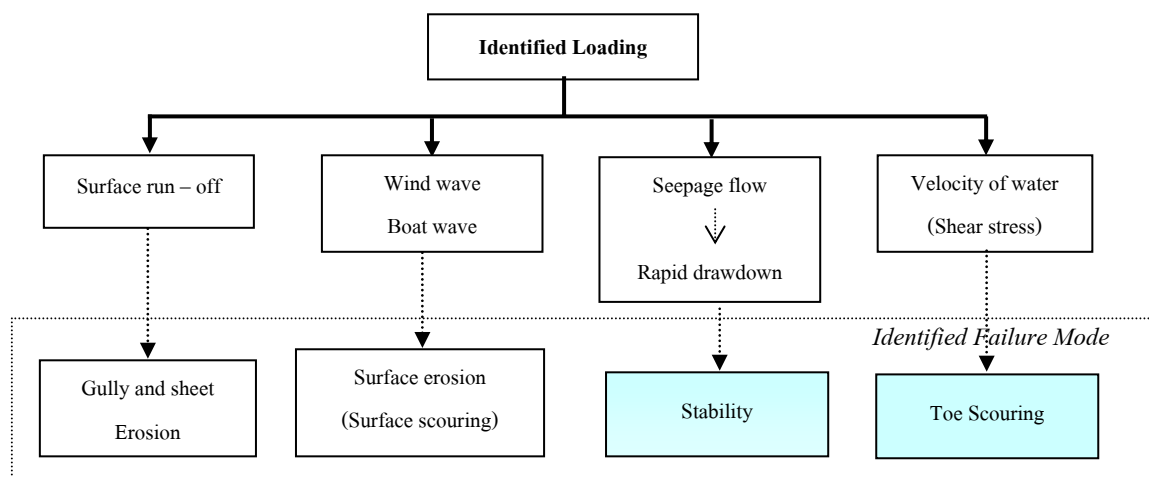 Identified Loading
Surface run – off
Wind wave
Boat wave
Seepage flow
Rapid drawdown
Velocity of water
(Shear stress)
Identified Failure Mode
Gully and sheet
Erosion
Surface erosion
(Surface scouring)
Stability
Toe Scouring